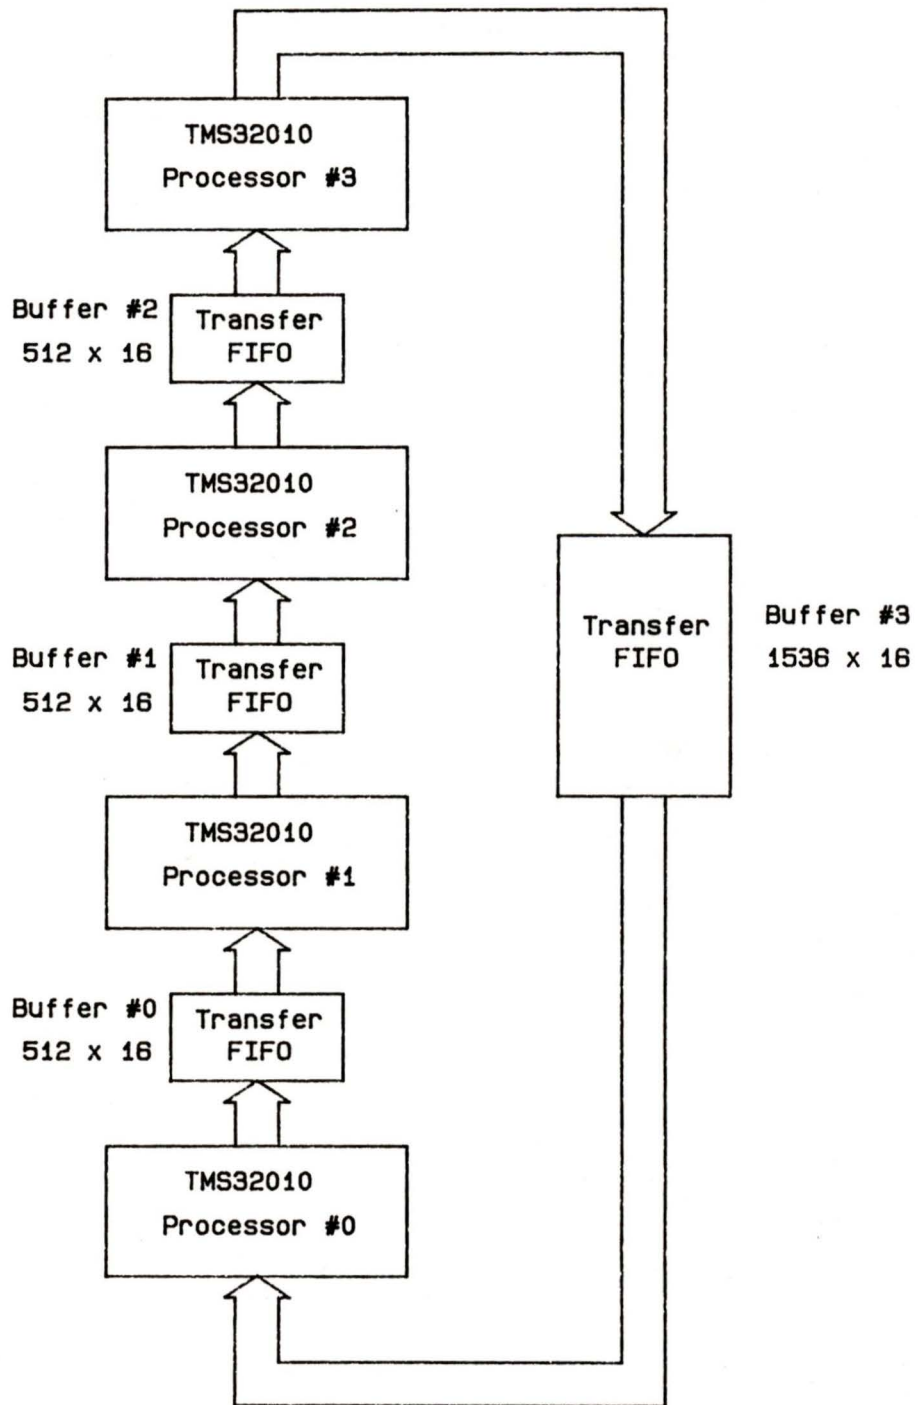 TMS32010
Processor #3
Buffer #2
512 x 16
Transfer
FIFO
TMS32010
Processor #2
Buffer #1
512 x 16
Transfer
FIFO
Transfer
FIFO
Buffer #3
1536 x 16
TMS32010
Processor #1
Buffer #0
512 x 16
Transfer
FIFO
TMS32010
Processor #0